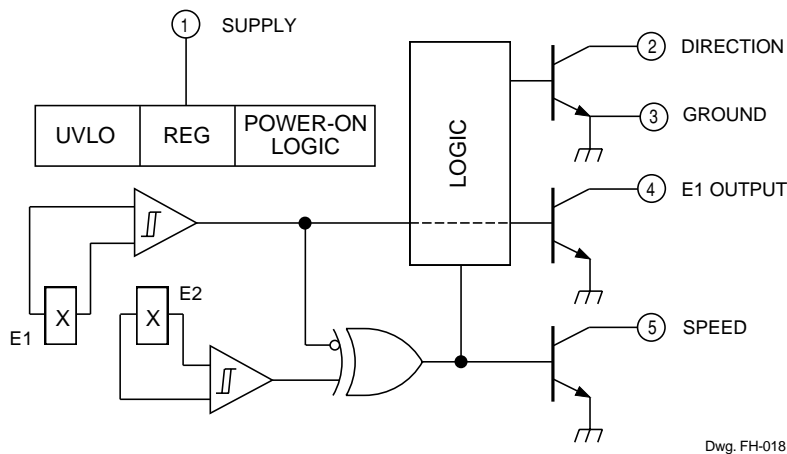 1 SUPPLY
2 DIRECTION
UVLO REG POWER-ON LOGIC
3 GROUND
LOGIC
4 E1 OUTPUT
X E2
E1 X
5 SPEED
Dwg. FH-018